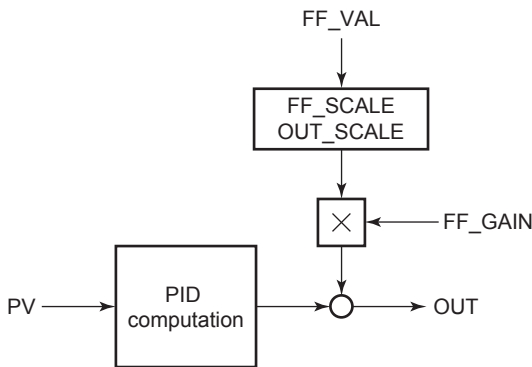 FF_VAL
FF_SCALE
OUT_SCALE
×
FF_GAIN
PV
PID
computation
OUT